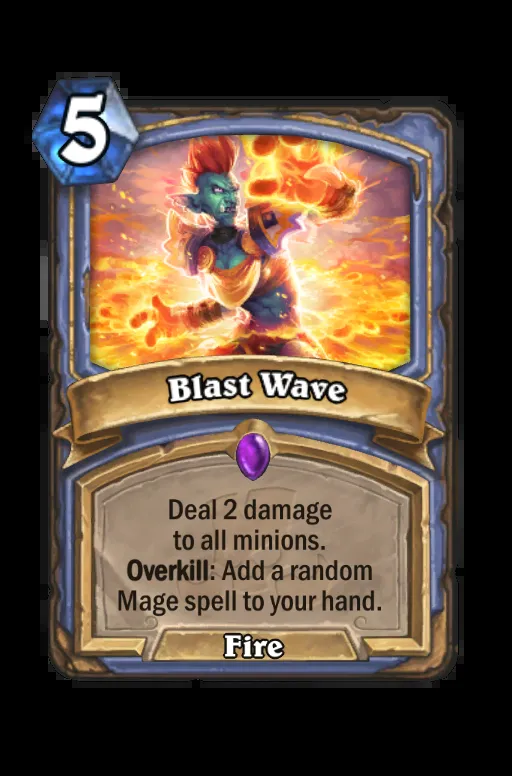 5
Blast Wave
Deal 2 damage
to all minions.
Overkill: Add a random
Mage spell to your hand.
Fire